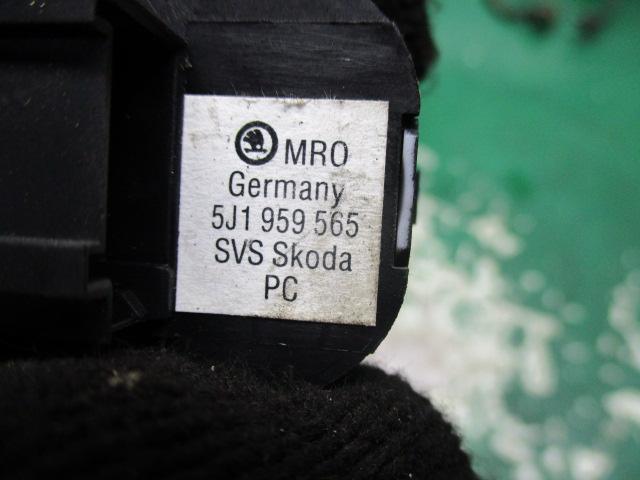 MRO
Germany
5J1 959 565
SVS Skoda
PC